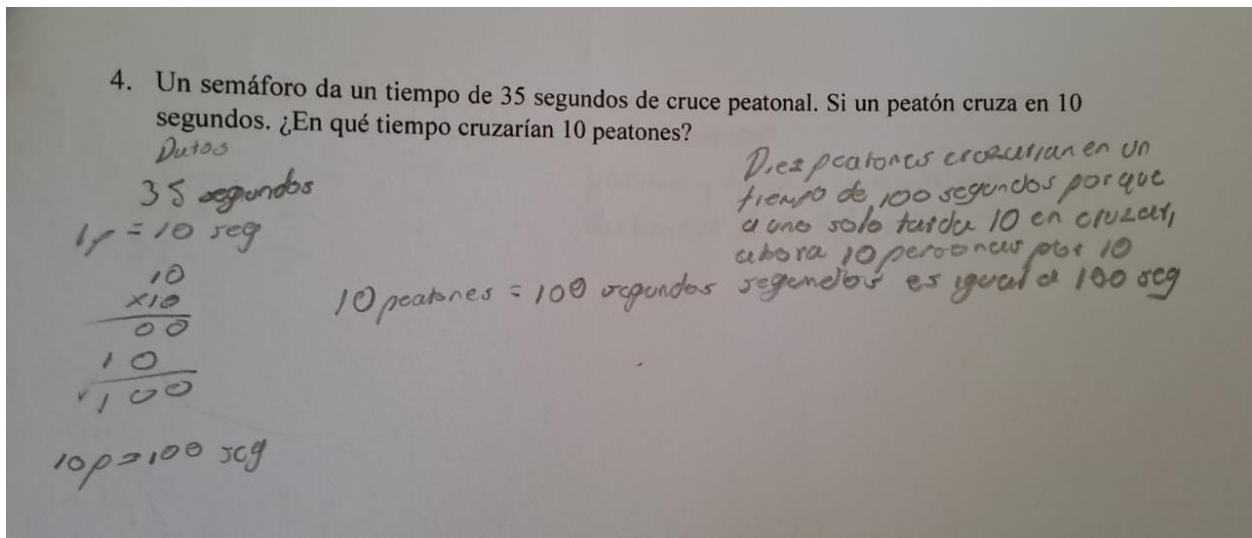 4. Un semáforo da un tiempo de 35 segundos de cruce peatonal. Si un peatón cruza en 10
segundos. ¿En qué tiempo cruzarían 10 peatones?
Datos
35 segundos
1p = 10 seg
10
x10
00
10
100
10p = 100 seg
10 peatones = 100 segundos
Diez peatones cruzarian en un
tiempo de 100 segundos porque
a uno solo tarda 10 en cruzar,
ahora 10 personas por 10
segundos es igual a 100 seg